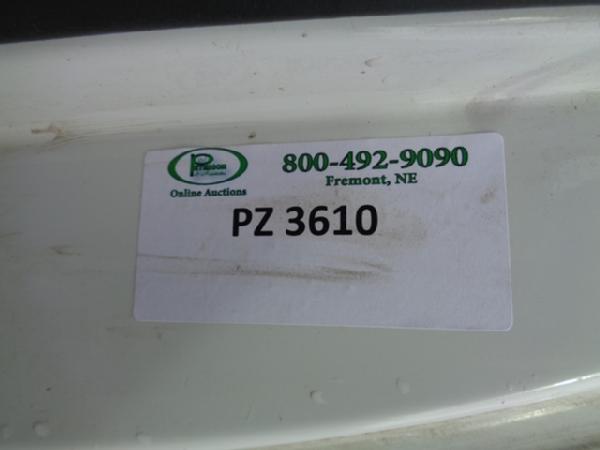 800-492-9090
Fremont, NE
Online Auctions
PZ 3610